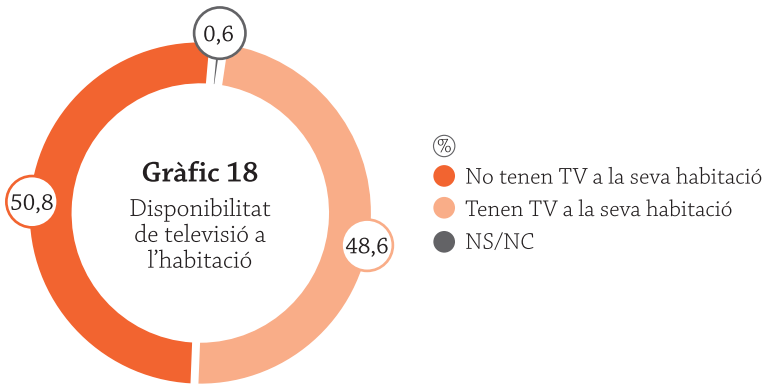 0,6
Gràfic 18
Disponibilitat
de televisió a
l’habitació
50,8
48,6
%
No tenen TV a la seva habitació
Tenen TV a la seva habitació
NS/NC